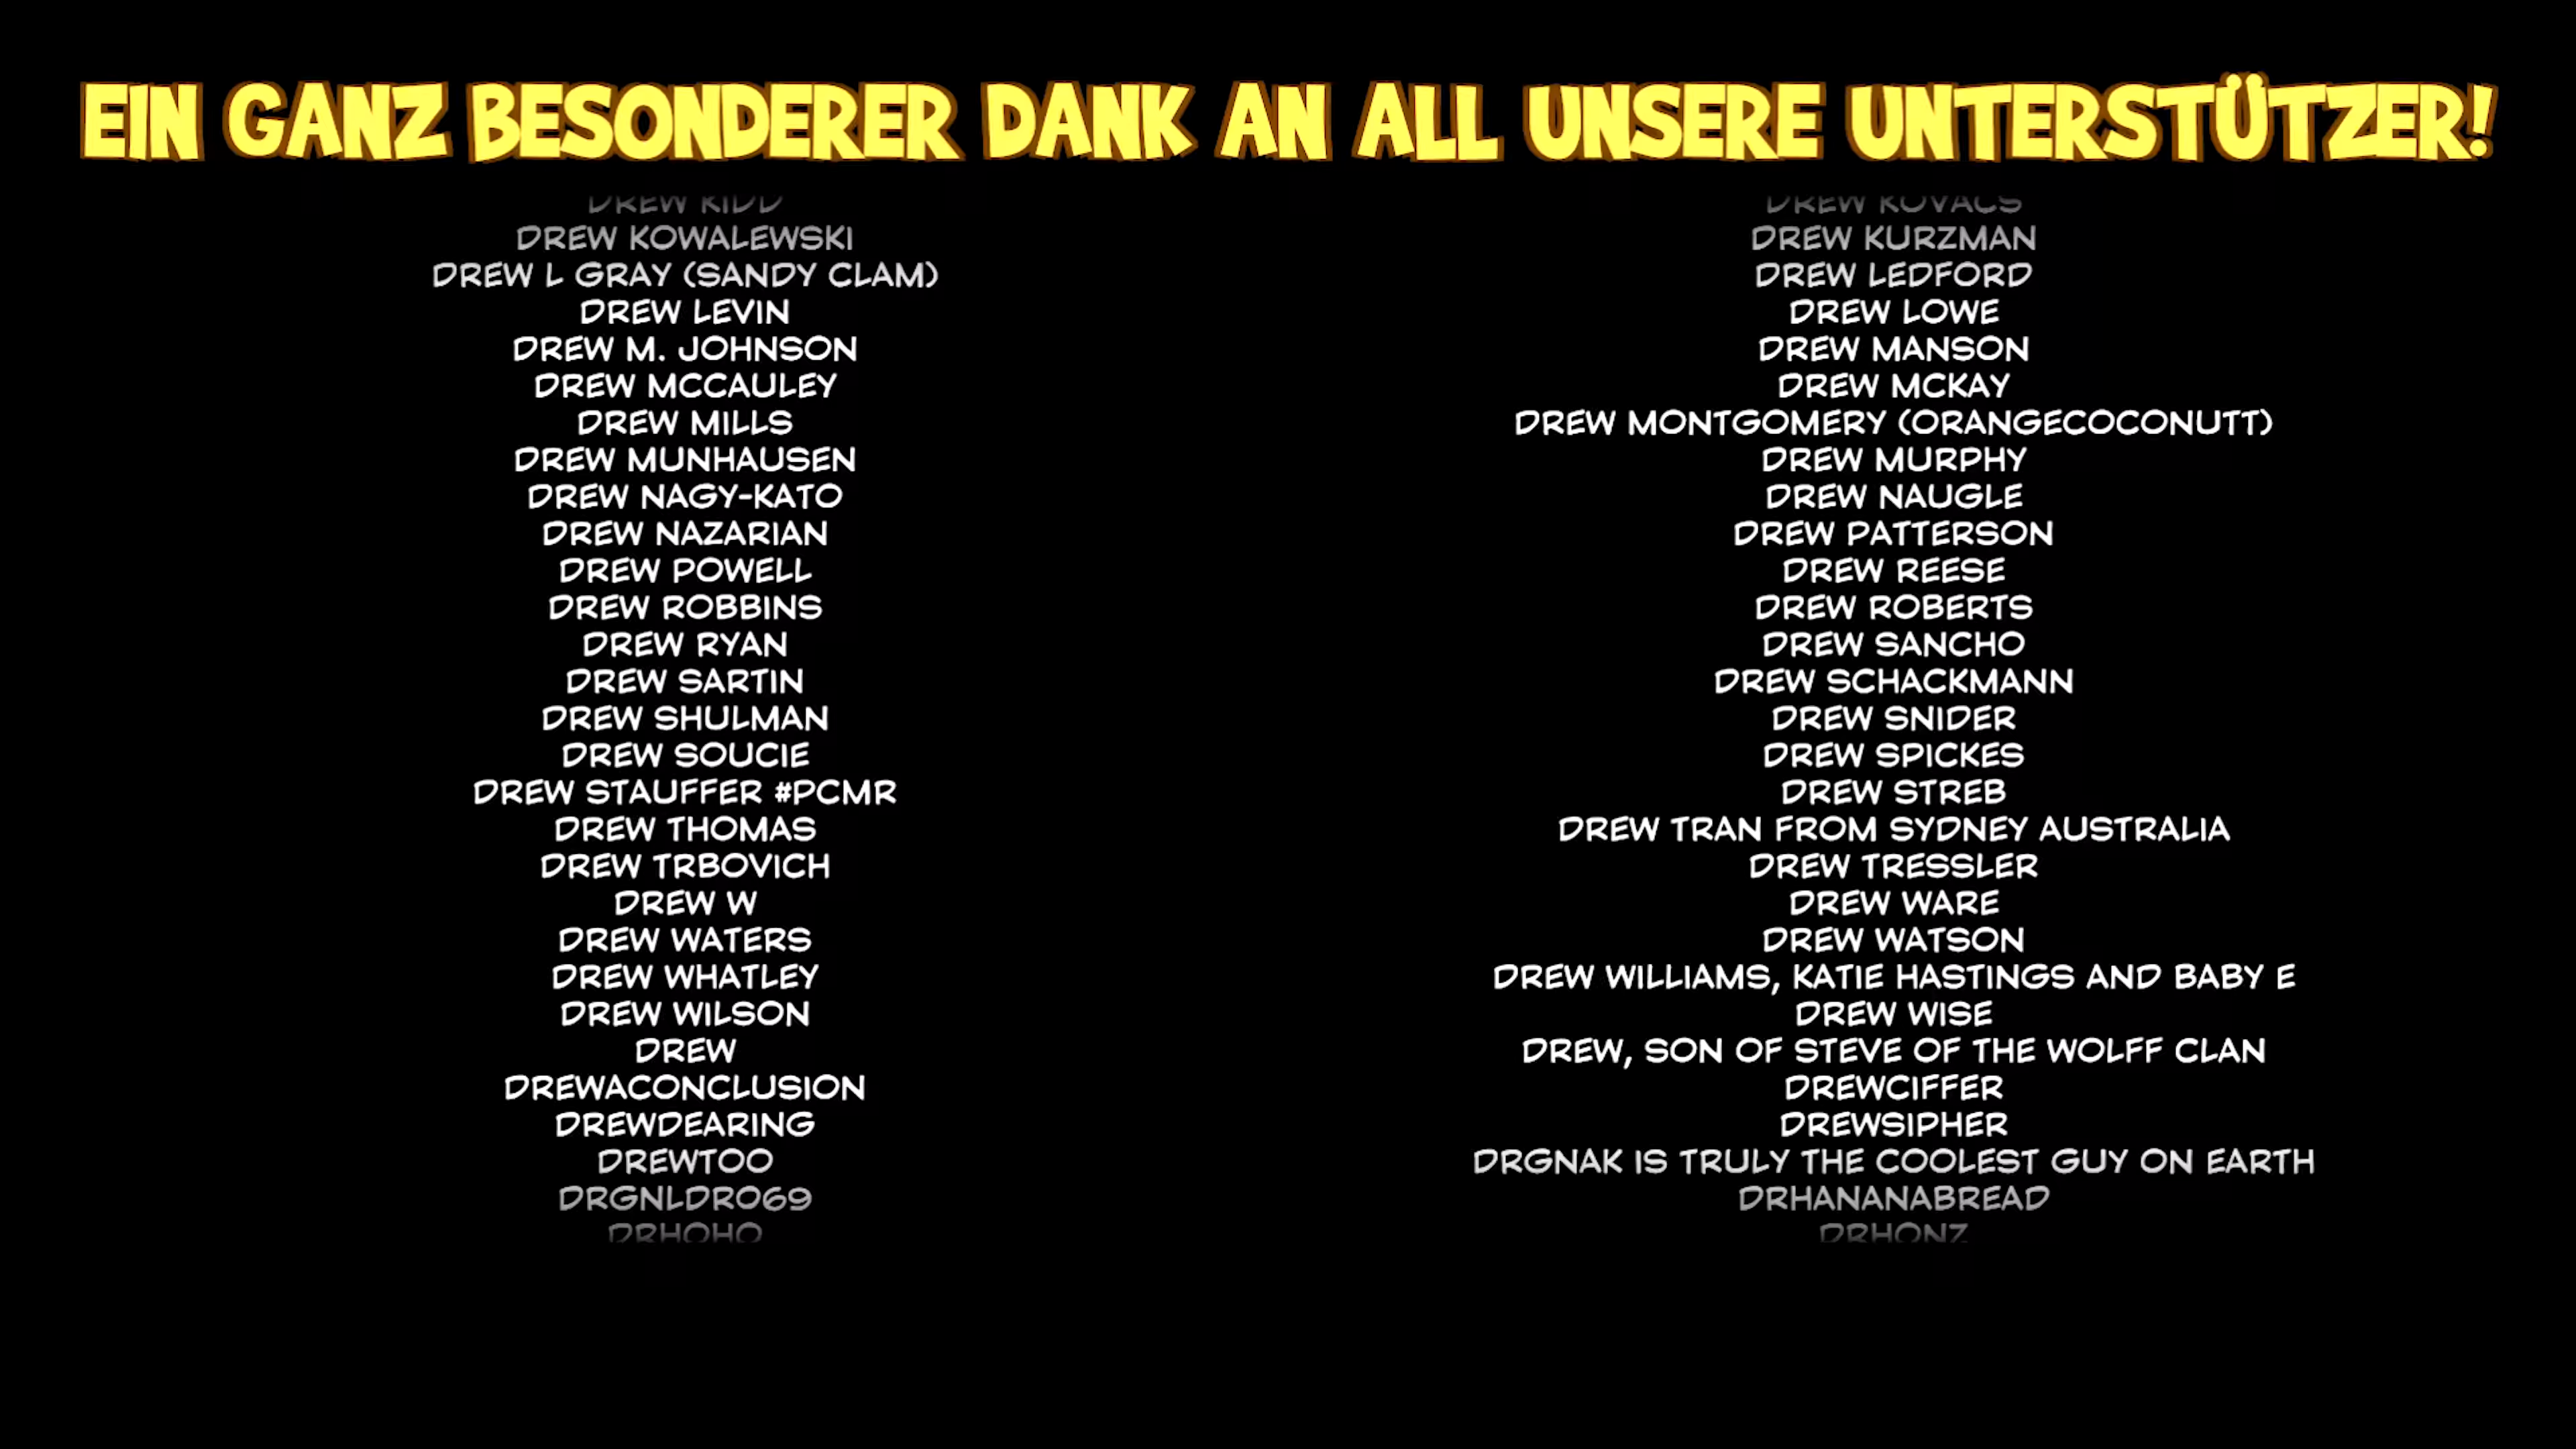 EIN GANZ BESONDERER DANK AN ALL UNSERE UNTERSTÜTZER!
DREW KIDD
DREW KOVACS
DREW KOWALEWSKI
DREW KURZMAN
DREW L GRAY (SANDY CLAM)
DREW LEDFORD
DREW LEVIN
DREW LOWE
DREW M. JOHNSON
DREW MANSON
DREW MCCAULEY
DREW MCKAY
DREW MILLS
DREW MONTGOMERY (ORANGECOCONUTT)
DREW MUNHAUSEN
DREW MURPHY
DREW NAGY-KATO
DREW NAUGLE
DREW NAZARIAN
DREW PATTERSON
DREW POWELL
DREW REESE
DREW ROBBINS
DREW ROBERTS
DREW RYAN
DREW SANCHO
DREW SARTIN
DREW SCHACKMANN
DREW SHULMAN
DREW SNIDER
DREW SOUCIE
DREW SPICKES
DREW STAUFFER #PCMR
DREW STREB
DREW THOMAS
DREW TRAN FROM SYDNEY AUSTRALIA
DREW TRBOVICH
DREW TRESSLER
DREW W
DREW WARE
DREW WATERS
DREW WATSON
DREW WHATLEY
DREW WILLIAMS, KATIE HASTINGS AND BABY E
DREW WILSON
DREW WISE
DREW
DREW, SON OF STEVE OF THE WOLFF CLAN
DREWACONCLUSION
DREWCIFFER
DREWDEARING
DREWSIPHER
DREWTOO
DRGNAK IS TRULY THE COOLEST GUY ON EARTH
DRGNLDR069
DRHANANABREAD
DRHOHO
DRHONZ